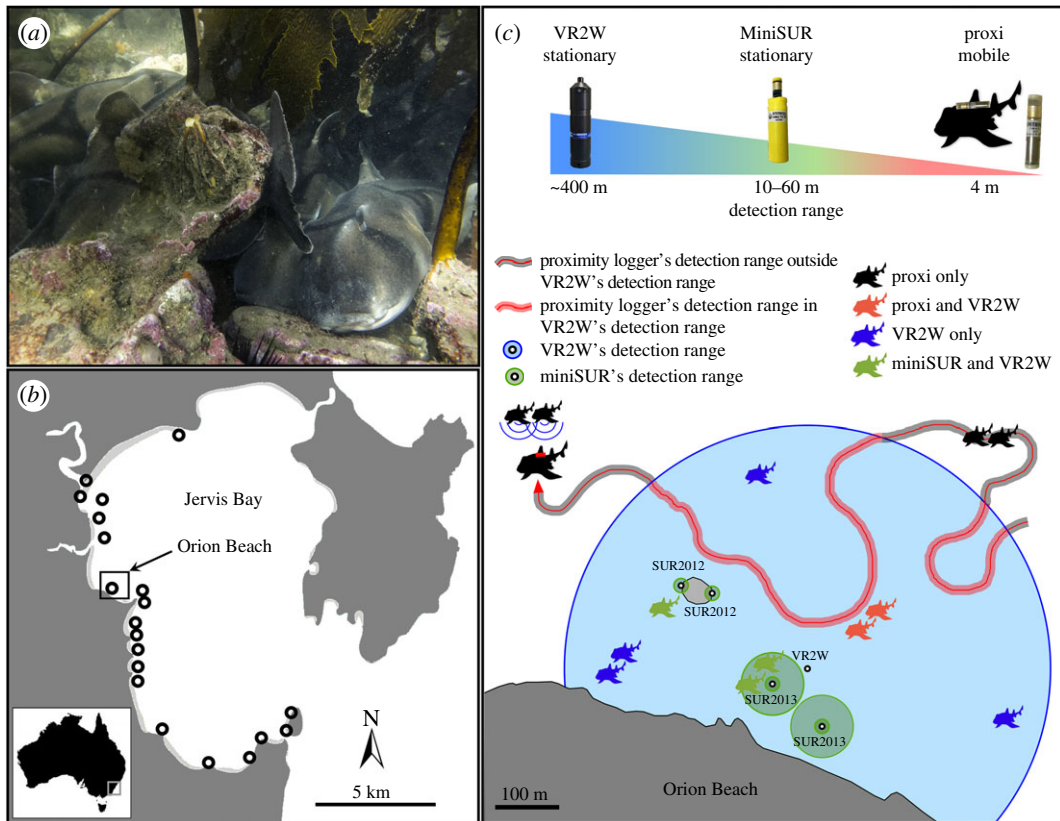 (a)
(b)
Jervis Bay
Orion Beach
N
5 km
(c)
VR2W
stationary
MiniSUR
stationary
proxi
mobile
~400 m
10–60 m
4 m
detection range
proximity logger's detection range outside
VR2W's detection range
proximity logger's detection range in
VR2W's detection range
VR2W's detection range
miniSUR's detection range
proxi only
proxi and VR2W
VR2W only
miniSUR and VR2W
SUR2012
SUR2012
VR2W
SUR2013
SUR2013
100 m
Orion Beach